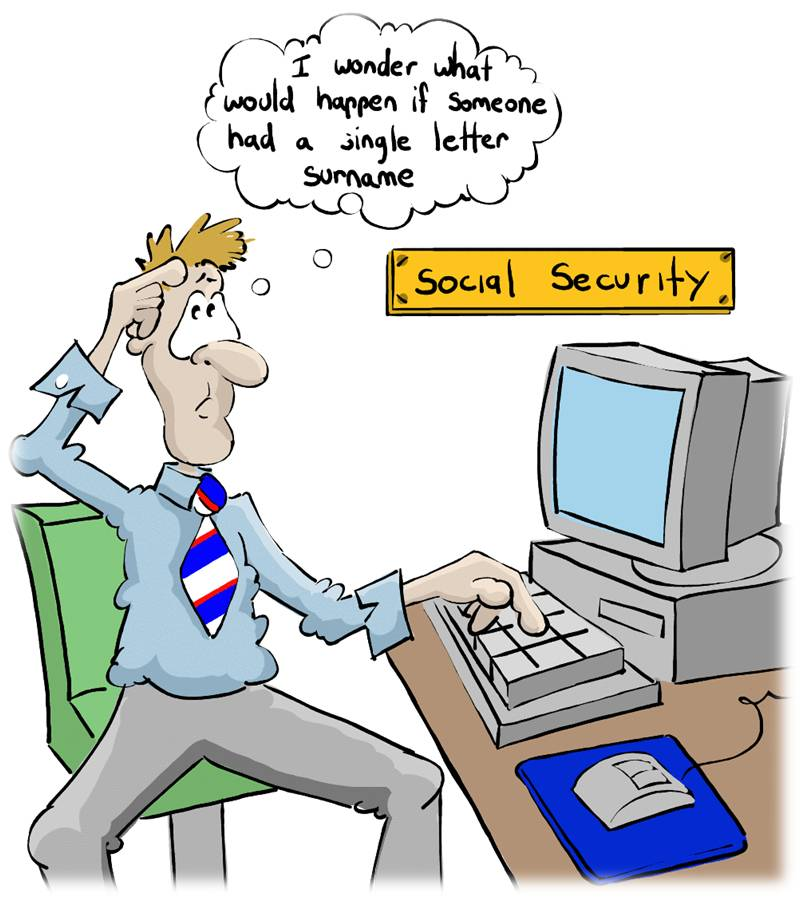 I wonder what
would happen if someone
had a single letter
surname
Social Security